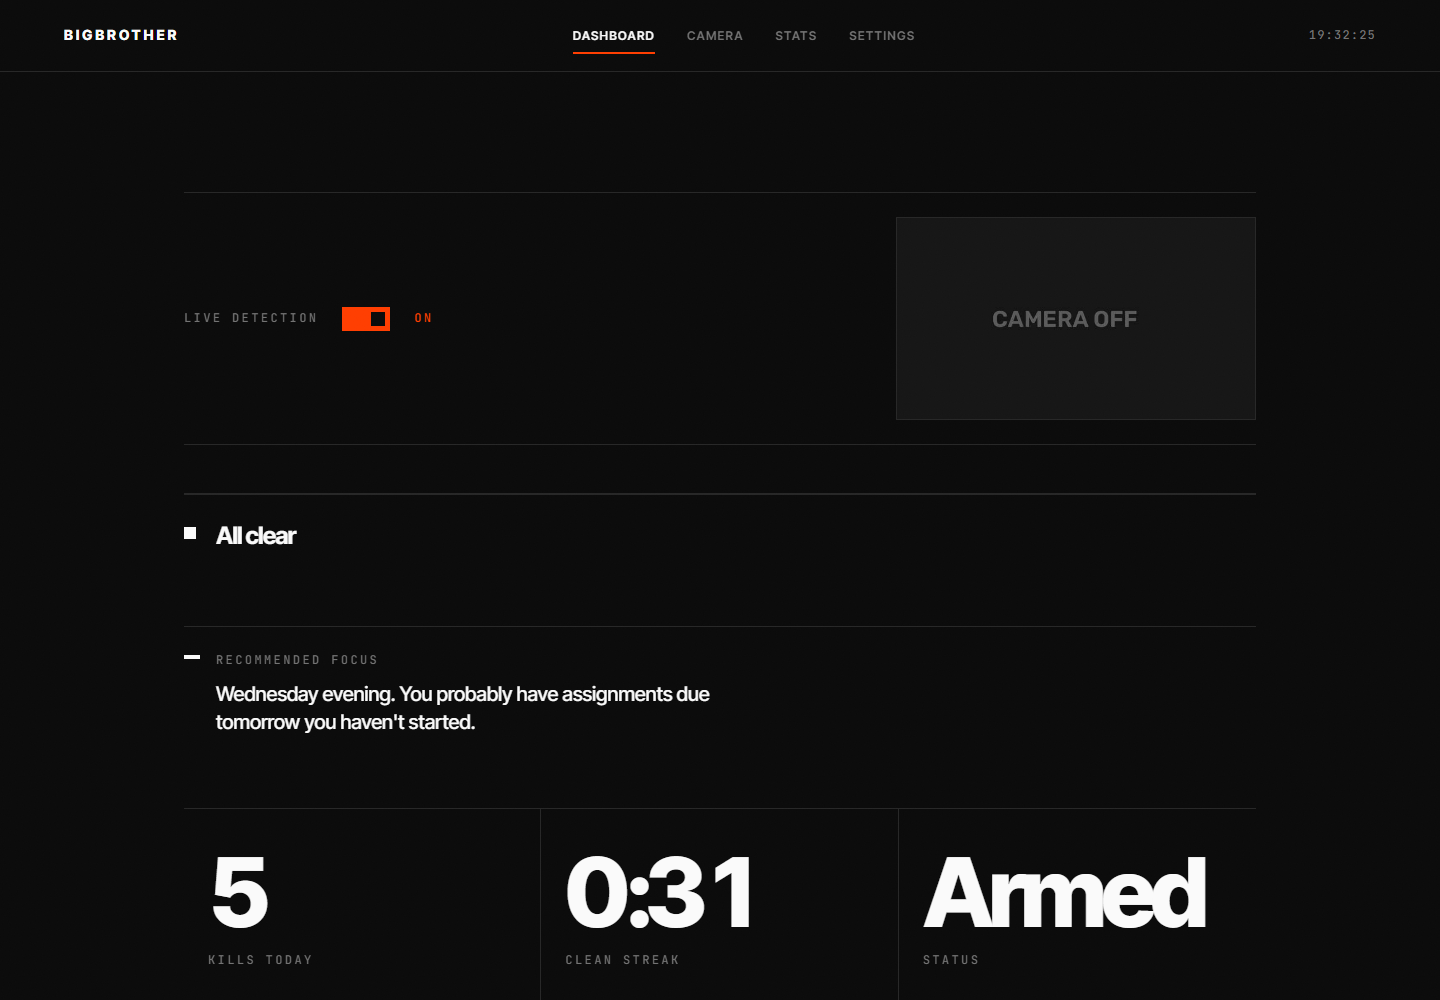 BIGBROTHER
DASHBOARD CAMERA STATS SETTINGS
19:32:25
LIVE DETECTION ON
CAMERA OFF
All clear
RECOMMENDED FOCUS
Wednesday evening. You probably have assignments due
tomorrow you haven't started.
5
KILLS TODAY
0:31
CLEAN STREAK
Armed
STATUS